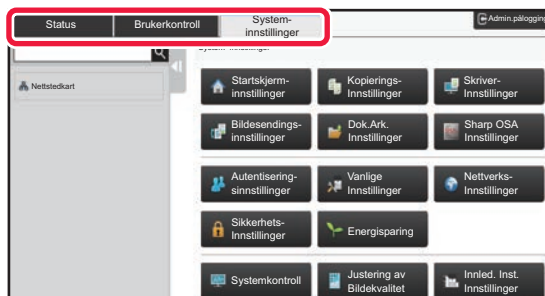 Status Brukerkontroll System-
innstillinger
Admin.pålogging
Nettstedkart
Startskjerm-
innstillinger
Kopierings-
Innstillinger
Skriver-
Innstillinger
Bildesendings-
innstillinger
Dok.Ark.
Innstillinger
Sharp OSA
Innstillinger
Autentisering-
sinnstillinger
Vanlige
Innstillinger
Nettverks-
Innstillinger
Sikkerhets-
Innstillinger
Energisparing
Systemkontroll
Justering av
Bildekvalitet
Innled. Inst.
Innstillinger